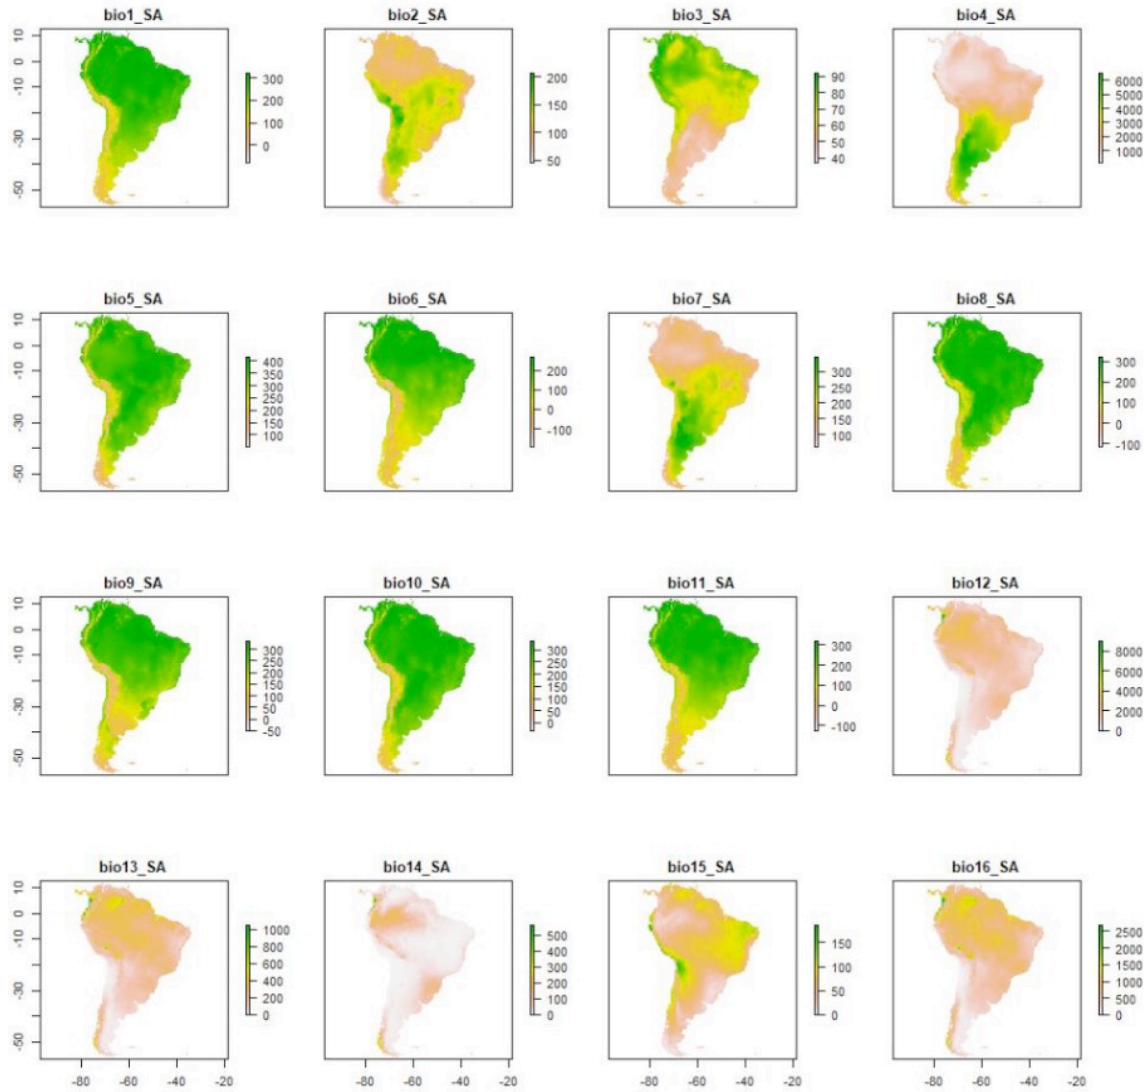 bio1_SA bio2_SA bio3_SA bio4_SA
10 0 -10 -30 -50
300 200 100 0
200 150 100 50
90 80 70 60 50 40
6000 5000 4000 3000 2000 1000
bio5_SA bio6_SA bio7_SA bio8_SA
10 0 -10 -30 -50
400 350 300 250 200 150 100
200 100 0 -100
300 250 200 150 100
300 200 100 0 -100
bio9_SA bio10_SA bio11_SA bio12_SA
10 0 -10 -30 -50
300 250 200 150 100 50 0 -50
300 250 200 150 100 50 0
300 200 100 0 -100
8000 6000 4000 2000 0
bio13_SA bio14_SA bio15_SA bio16_SA
10 0 -10 -30 -50
1000 800 600 400 200 0
500 400 300 200 100 0
150 100 50 0
2500 2000 1500 1000 500 0
-80 -60 -40 -20 -80 -60 -40 -20 -80 -60 -40 -20 -80 -60 -40 -20